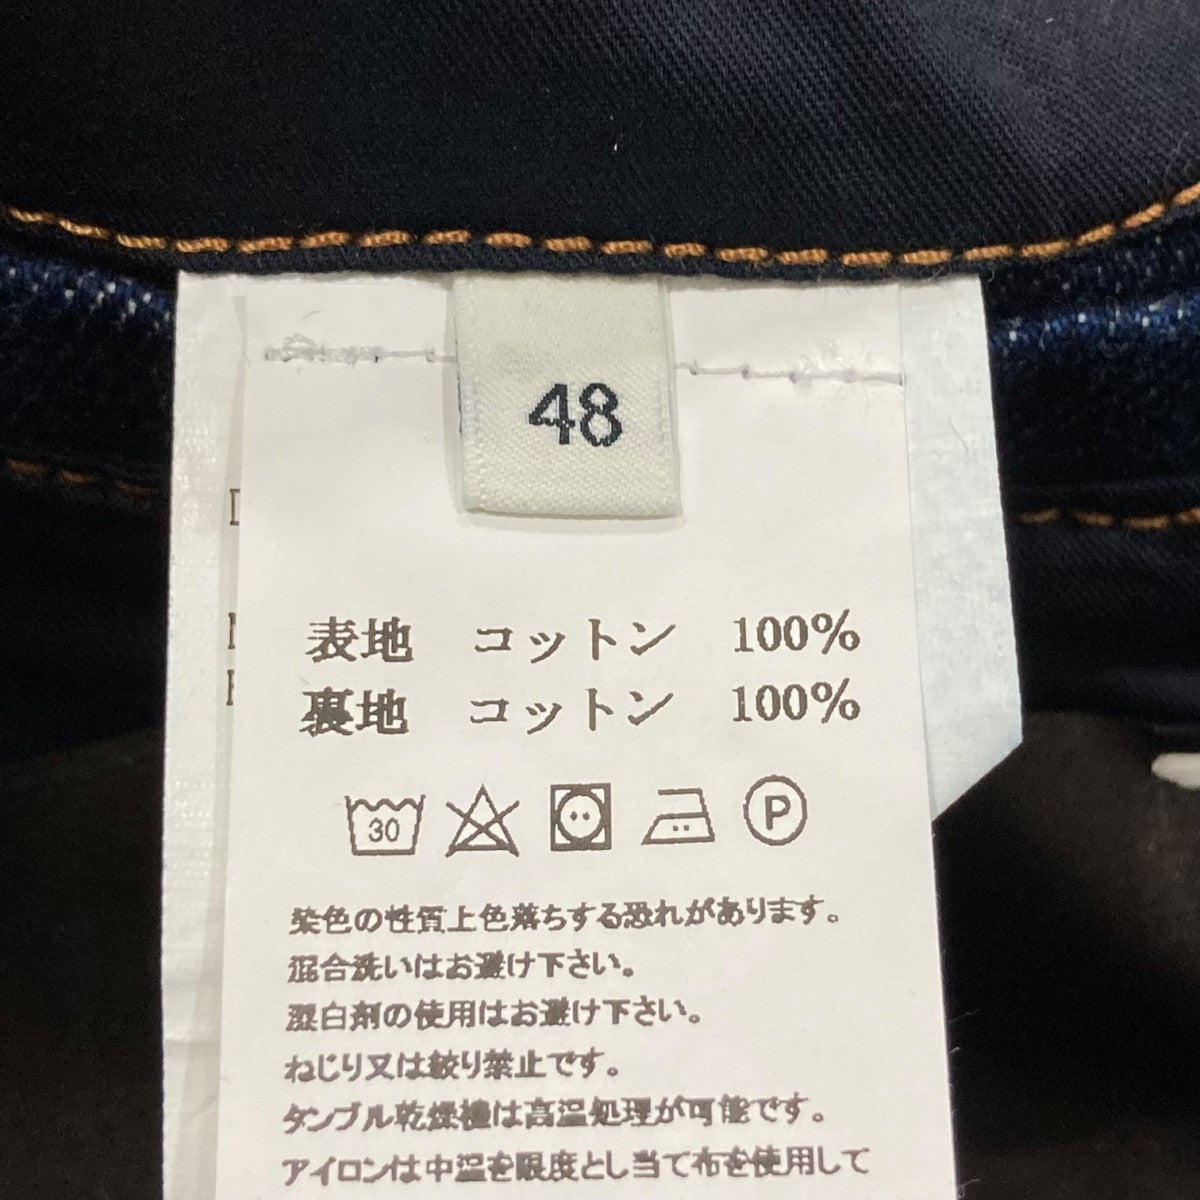 48
表地 コットン 100%
裏地 コットン 100%
30 P
染色の性質上色落ちする恐れがあります。
混合洗いはお避け下さい。
漂白剤の使用はお避け下さい。
ねじり又は絞り禁止です。
タンブル乾燥機は高温処理が可能です。
アイロンは中温を限度とし当て布を使用して